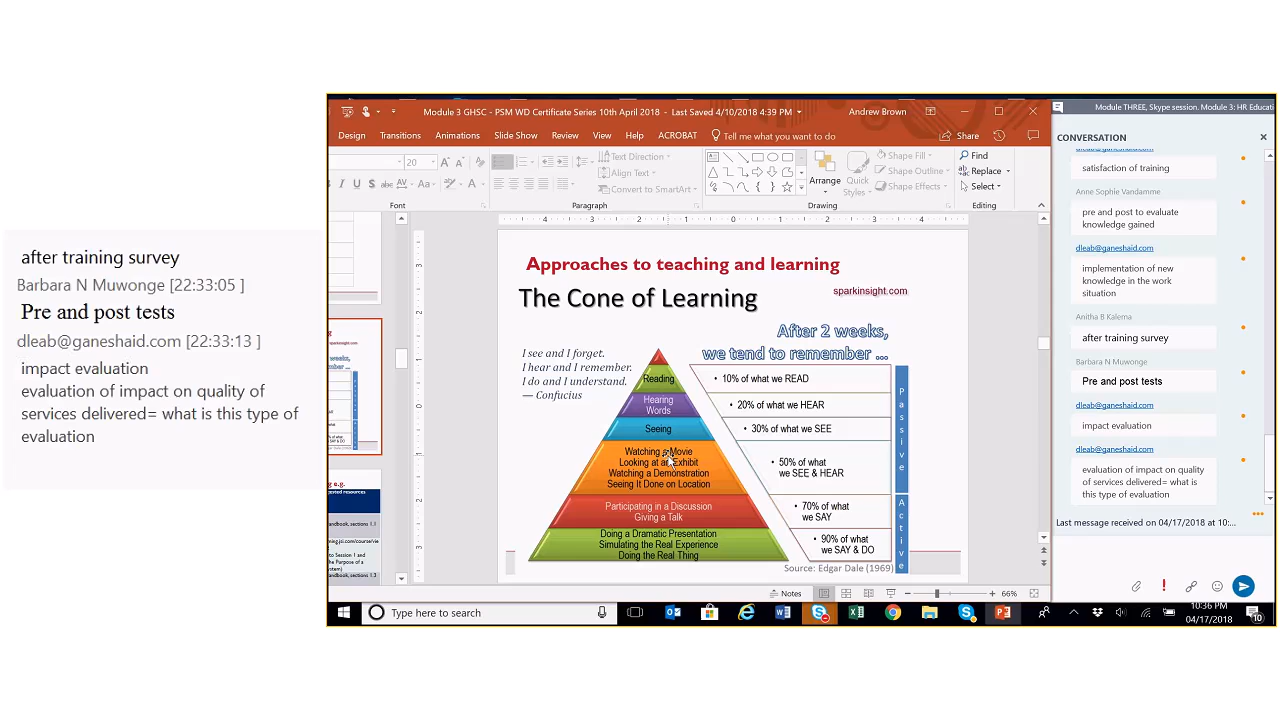 after training survey
Barbara N Muwonge [22:33:05 ]
Pre and post tests
dleab@ganeshaid.com [22:33:13 ]
impact evaluation
evaluation of impact on quality of
services delivered= what is this type of
evaluation
Module 3 GHSC - PSM WD Certificate Series 10th April 2018 - Last Saved 4/10/2018 4:39 PM
Andrew Brown
Design
Transitions
Animations
Slide Show
Review
View
Help
ACROBAT
Tell me what you want to do
Share
20
Text Direction
Align Text
Convert to SmartArt
Arrange
Quick
Styles
Shape Fill
Shape Outline
Shape Effects
Find
Replace
Select
Font
Paragraph
Drawing
Editing
4 3 2 1 0 1 2 3 4
Approaches to teaching and learning
The Cone of Learning
sparkinsight.com
After 2 weeks,
we tend to remember ...
I see and I forget.
I hear and I remember.
I do and I understand.
— Confucius
Reading
Hearing
Words
Seeing
Watching a Movie
Looking at an Exhibit
Watching a Demonstration
Seeing It Done on Location
Participating in a Discussion
Giving a Talk
Doing a Dramatic Presentation
Simulating the Real Experience
Doing the Real Thing
• 10% of what we READ
• 20% of what we HEAR
• 30% of what we SEE
• 50% of what
we SEE & HEAR
• 70% of what
we SAY
• 90% of what
we SAY & DO
Passive
Active
Source: Edgar Dale (1969)
Notes
66%
Module THREE, Skype session. Module 3: HR Educati
CONVERSATION
dleab@ganeshaid.com
satisfaction of training
Anne Sophie Vandamme
pre and post to evaluate
knowledge gained
dleab@ganeshaid.com
implementation of new
knowledge in the work
situation
Anitha B Kalema
after training survey
Barbara N Muwonge
Pre and post tests
dleab@ganeshaid.com
impact evaluation
dleab@ganeshaid.com
evaluation of impact on quality
of services delivered= what is
this type of evaluation
Last message received on 04/17/2018 at 10:...
Type here to search
10:36 PM
04/17/2018
10